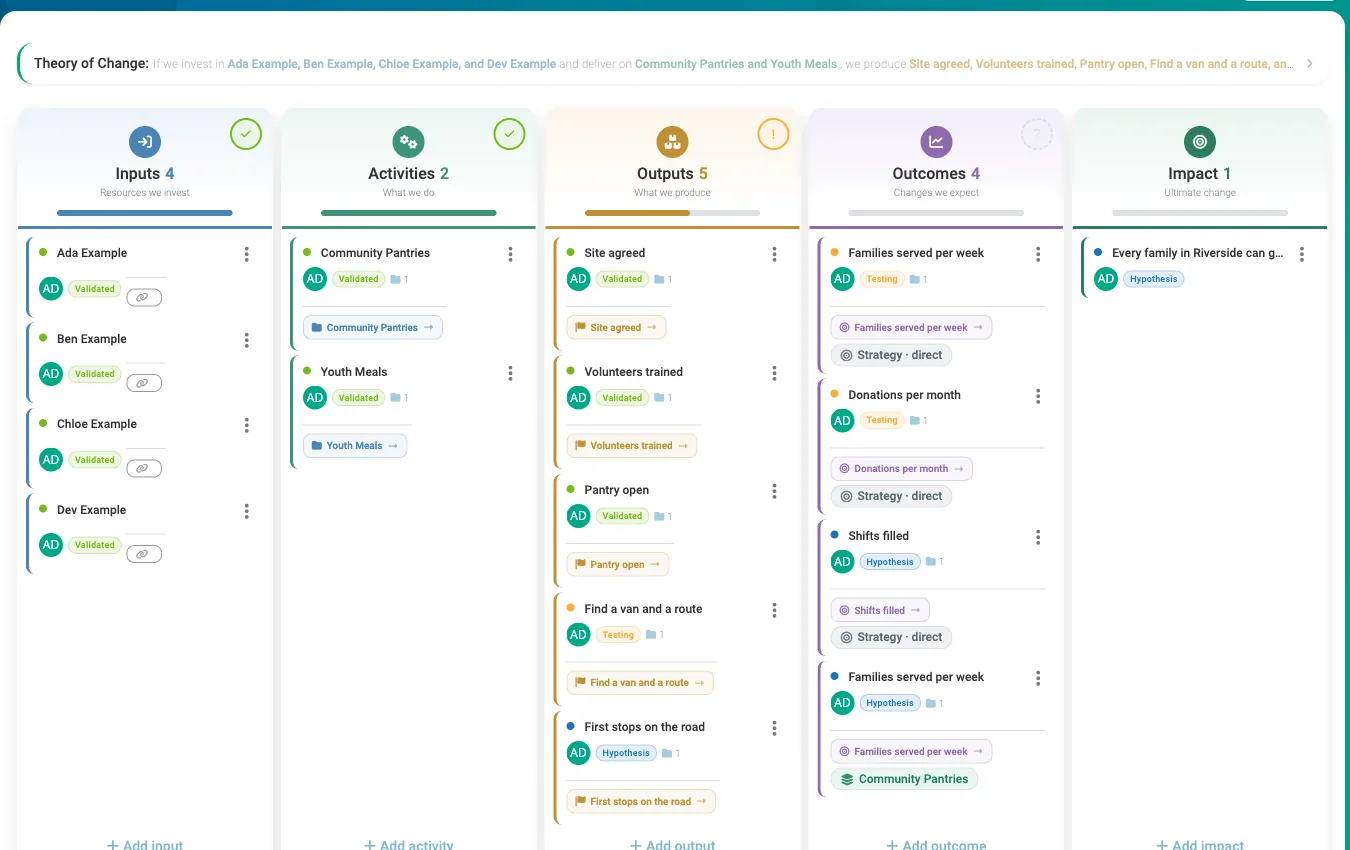 Theory of Change: If we invest in Ada Example, Ben Example, Chloe Example, and Dev Example and deliver on Community Pantries and Youth Meals , we produce Site agreed, Volunteers trained, Pantry open, Find a van and a route, an...
Inputs 4
Resources we invest
Ada Example
AD Validated
Ben Example
AD Validated
Chloe Example
AD Validated
Dev Example
AD Validated
+ Add input
Activities 2
What we do
Community Pantries
AD Validated 1
Community Pantries →
Youth Meals
AD Validated 1
Youth Meals →
+ Add activity
!
Outputs 5
What we produce
Site agreed
AD Validated 1
Site agreed →
Volunteers trained
AD Validated 1
Volunteers trained →
Pantry open
AD Validated 1
Pantry open →
Find a van and a route
AD Testing 1
Find a van and a route →
First stops on the road
AD Hypothesis 1
First stops on the road →
+ Add output
?
Outcomes 4
Changes we expect
Families served per week
AD Testing 1
Families served per week →
Strategy · direct
Donations per month
AD Testing 1
Donations per month →
Strategy · direct
Shifts filled
AD Hypothesis 1
Shifts filled →
Strategy · direct
Families served per week
AD Hypothesis 1
Families served per week →
Community Pantries
+ Add outcome
Impact 1
Ultimate change
Every family in Riverside can g...
AD Hypothesis
+ Add impact